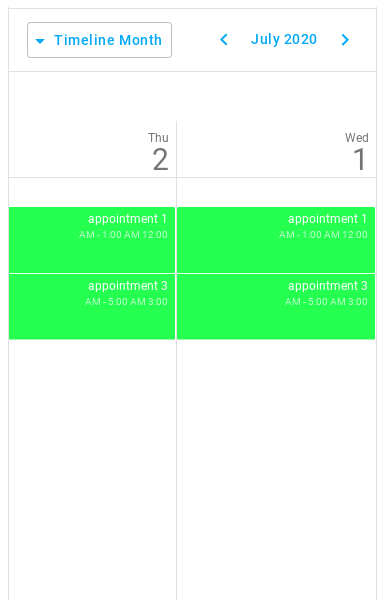 Timeline Month
July 2020
Wed
1
Thu
2
appointment 1
AM - 1:00 AM 12:00
appointment 3
AM - 5:00 AM 3:00
appointment 1
AM - 1:00 AM 12:00
appointment 3
AM - 5:00 AM 3:00